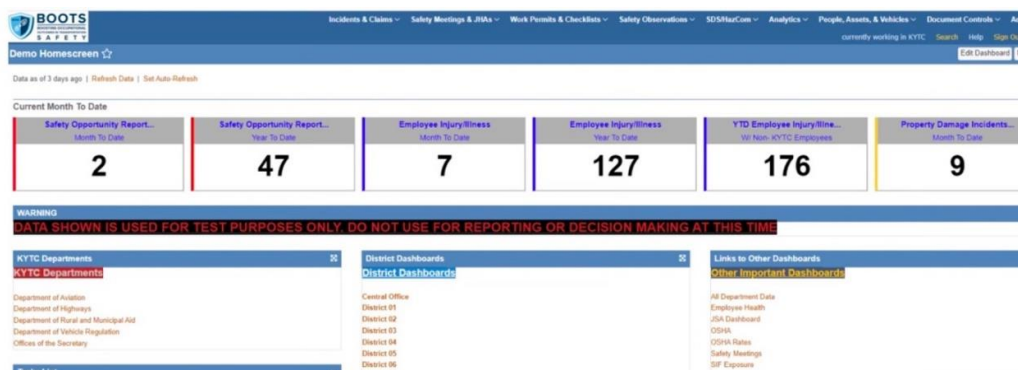 BOOTS
SAFETY
Incidents & Claims
Safety Meetings & JHAs
Work Permits & Checklists
Safety Observations
SDS/HazCom
Analytics
People, Assets, & Vehicles
Document Controls
currently working in KYTC Search Help Sign
Demo Homescreen
Edit Dashboard
Data as of 3 days ago | Refresh Data | Set Auto-Refresh
Current Month To Date
Safety Opportunity Report...
Month To Date
2
Safety Opportunity Report...
Year To Date
47
Employee Injury/Illness
Month To Date
7
Employee Injury/Illness
Year To Date
127
YTD Employee Injury/Illne...
W/ Non- KYTC Employees
176
Property Damage Incidents...
Month To Date
9
WARNING
DATA SHOWN IS USED FOR TEST PURPOSES ONLY, DO NOT USE FOR REPORTING OR DECISION MAKING AT THIS TIME
KYTC Departments
KYTC Departments
Department of Aviation
Department of Highways
Department of Rural and Municipal Aid
Department of Vehicle Regulation
Offices of the Secretary
District Dashboards
District Dashboards
Central Office
District 01
District 02
District 03
District 04
District 05
District 06
Links to Other Dashboards
Other Important Dashboards
All Department Data
Employee Health
JSA Dashboard
OSHA
OSHA Rates
Safety Meetings
SIF Exposure